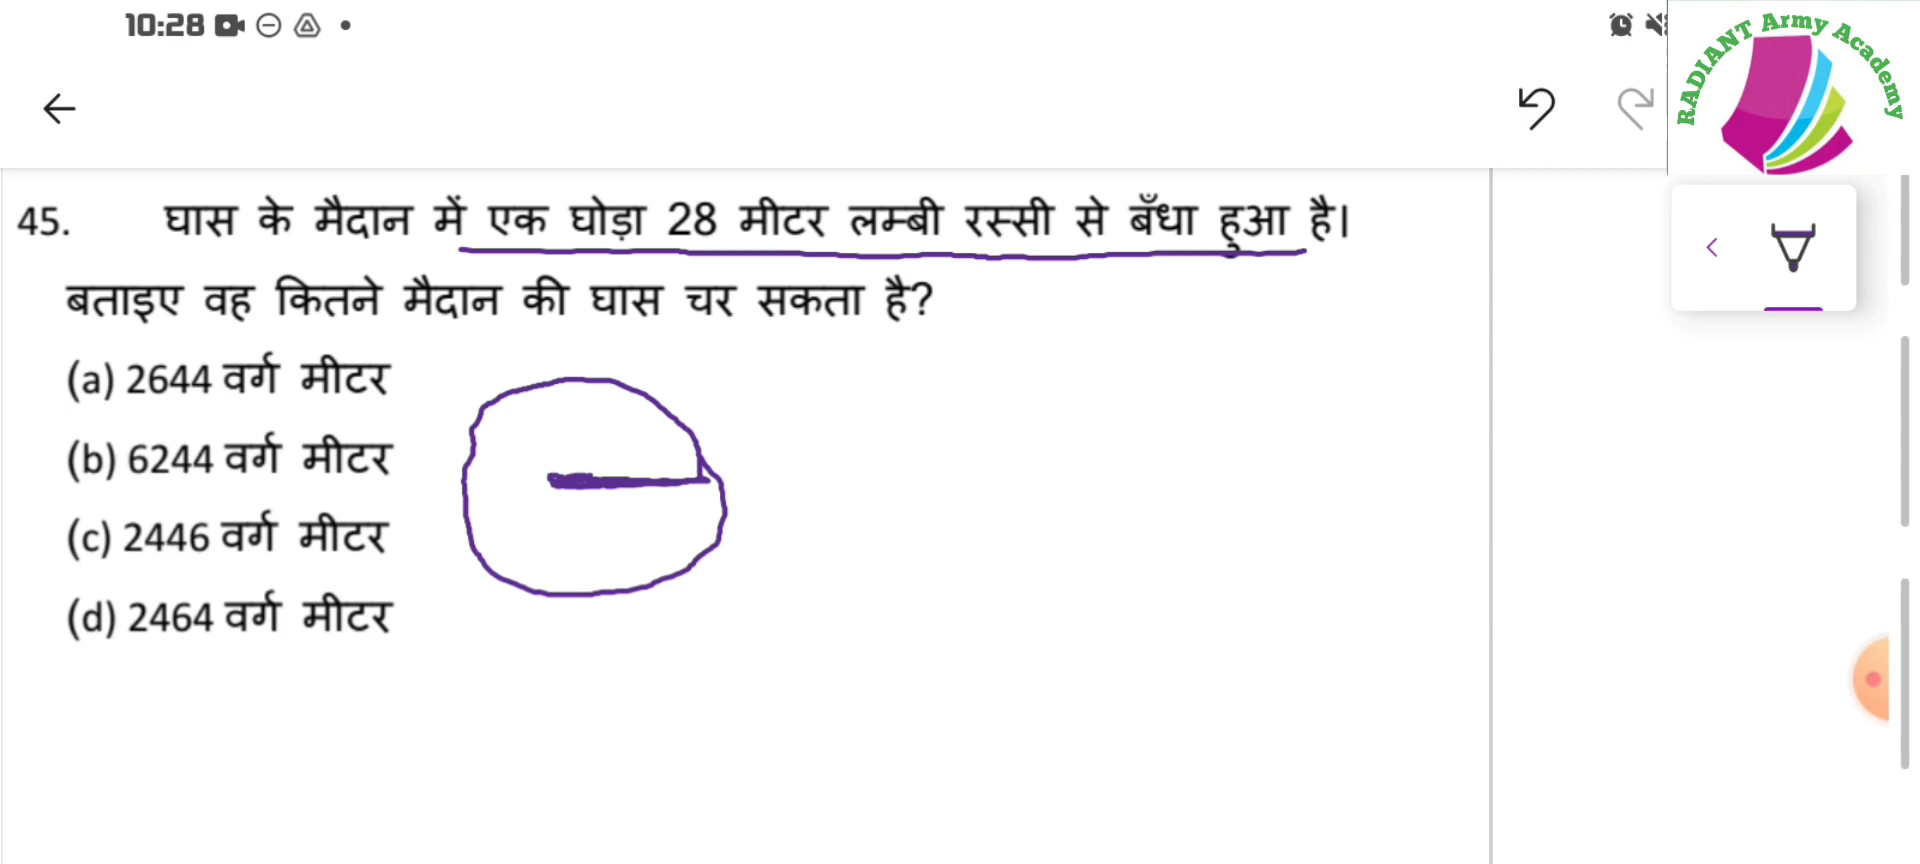 10:28
RADIANT Army Academy
45. घास के मैदान में एक घोड़ा 28 मीटर लम्बी रस्सी से बँधा हुआ है।
बताइए वह कितने मैदान की घास चर सकता है?
(a) 2644 वर्ग मीटर
(b) 6244 वर्ग मीटर
(c) 2446 वर्ग मीटर
(d) 2464 वर्ग मीटर